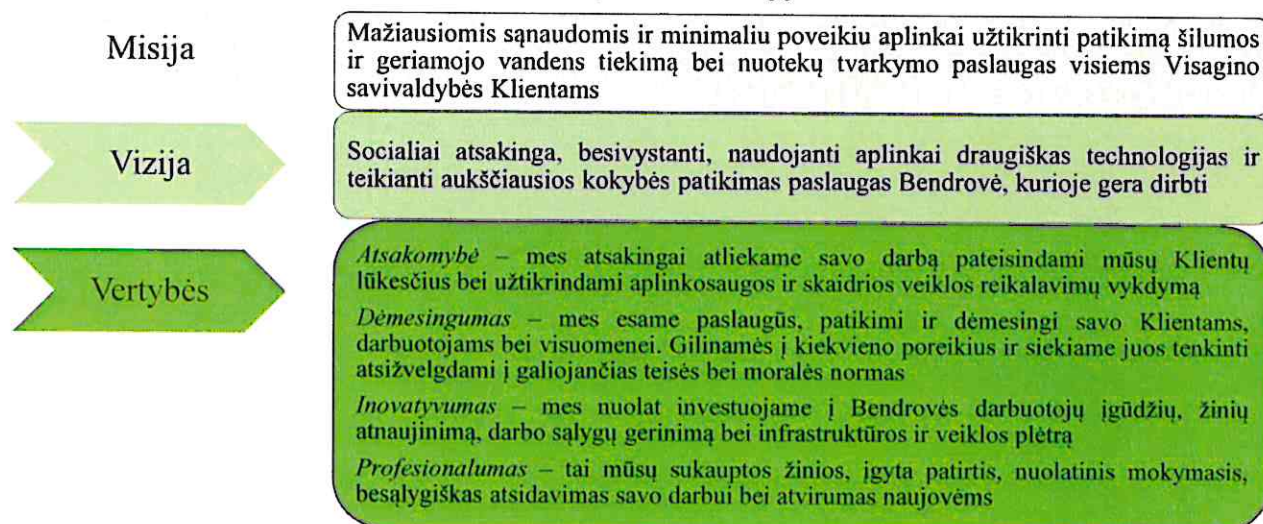 Misija
Mažiausiomis sąnaudomis ir minimaliu poveikiu aplinkai užtikrinti patikimą šilumos
ir geriamojo vandens tiekimą bei nuotekų tvarkymo paslaugas visiems Visagino
savivaldybės Klientams
Vizija
Socialiai atsakinga, besivystanti, naudojanti aplinkai draugiškas technologijas ir
teikianti aukščiausios kokybės patikimas paslaugas Bendrovė, kurioje gera dirbti
Vertybės
Atsakomybė – mes atsakingai atliekame savo darbą pateisindami mūsų Klientų
lūkesčius bei užtikrindami aplinkosaugos ir skaidrios veiklos reikalavimų vykdymą
Dėmesingumas – mes esame paslaugūs, patikimi ir dėmesingi savo Klientams,
darbuotojams bei visuomenei. Gilinamės į kiekvieno poreikius ir siekiame juos tenkinti
atsižvelgdami į galiojančias teisės bei moralės normas
Inovatyvumas – mes nuolat investuojame į Bendrovės darbuotojų įgūdžių, žinių
atnaujinimą, darbo sąlygų gerinimą bei infrastruktūros ir veiklos plėtrą
Profesionalumas – tai mūsų sukauptos žinios, įgyta patirtis, nuolatinis mokymasis,
besąlygiškas atsidavimas savo darbui bei atvirumas naujovėms